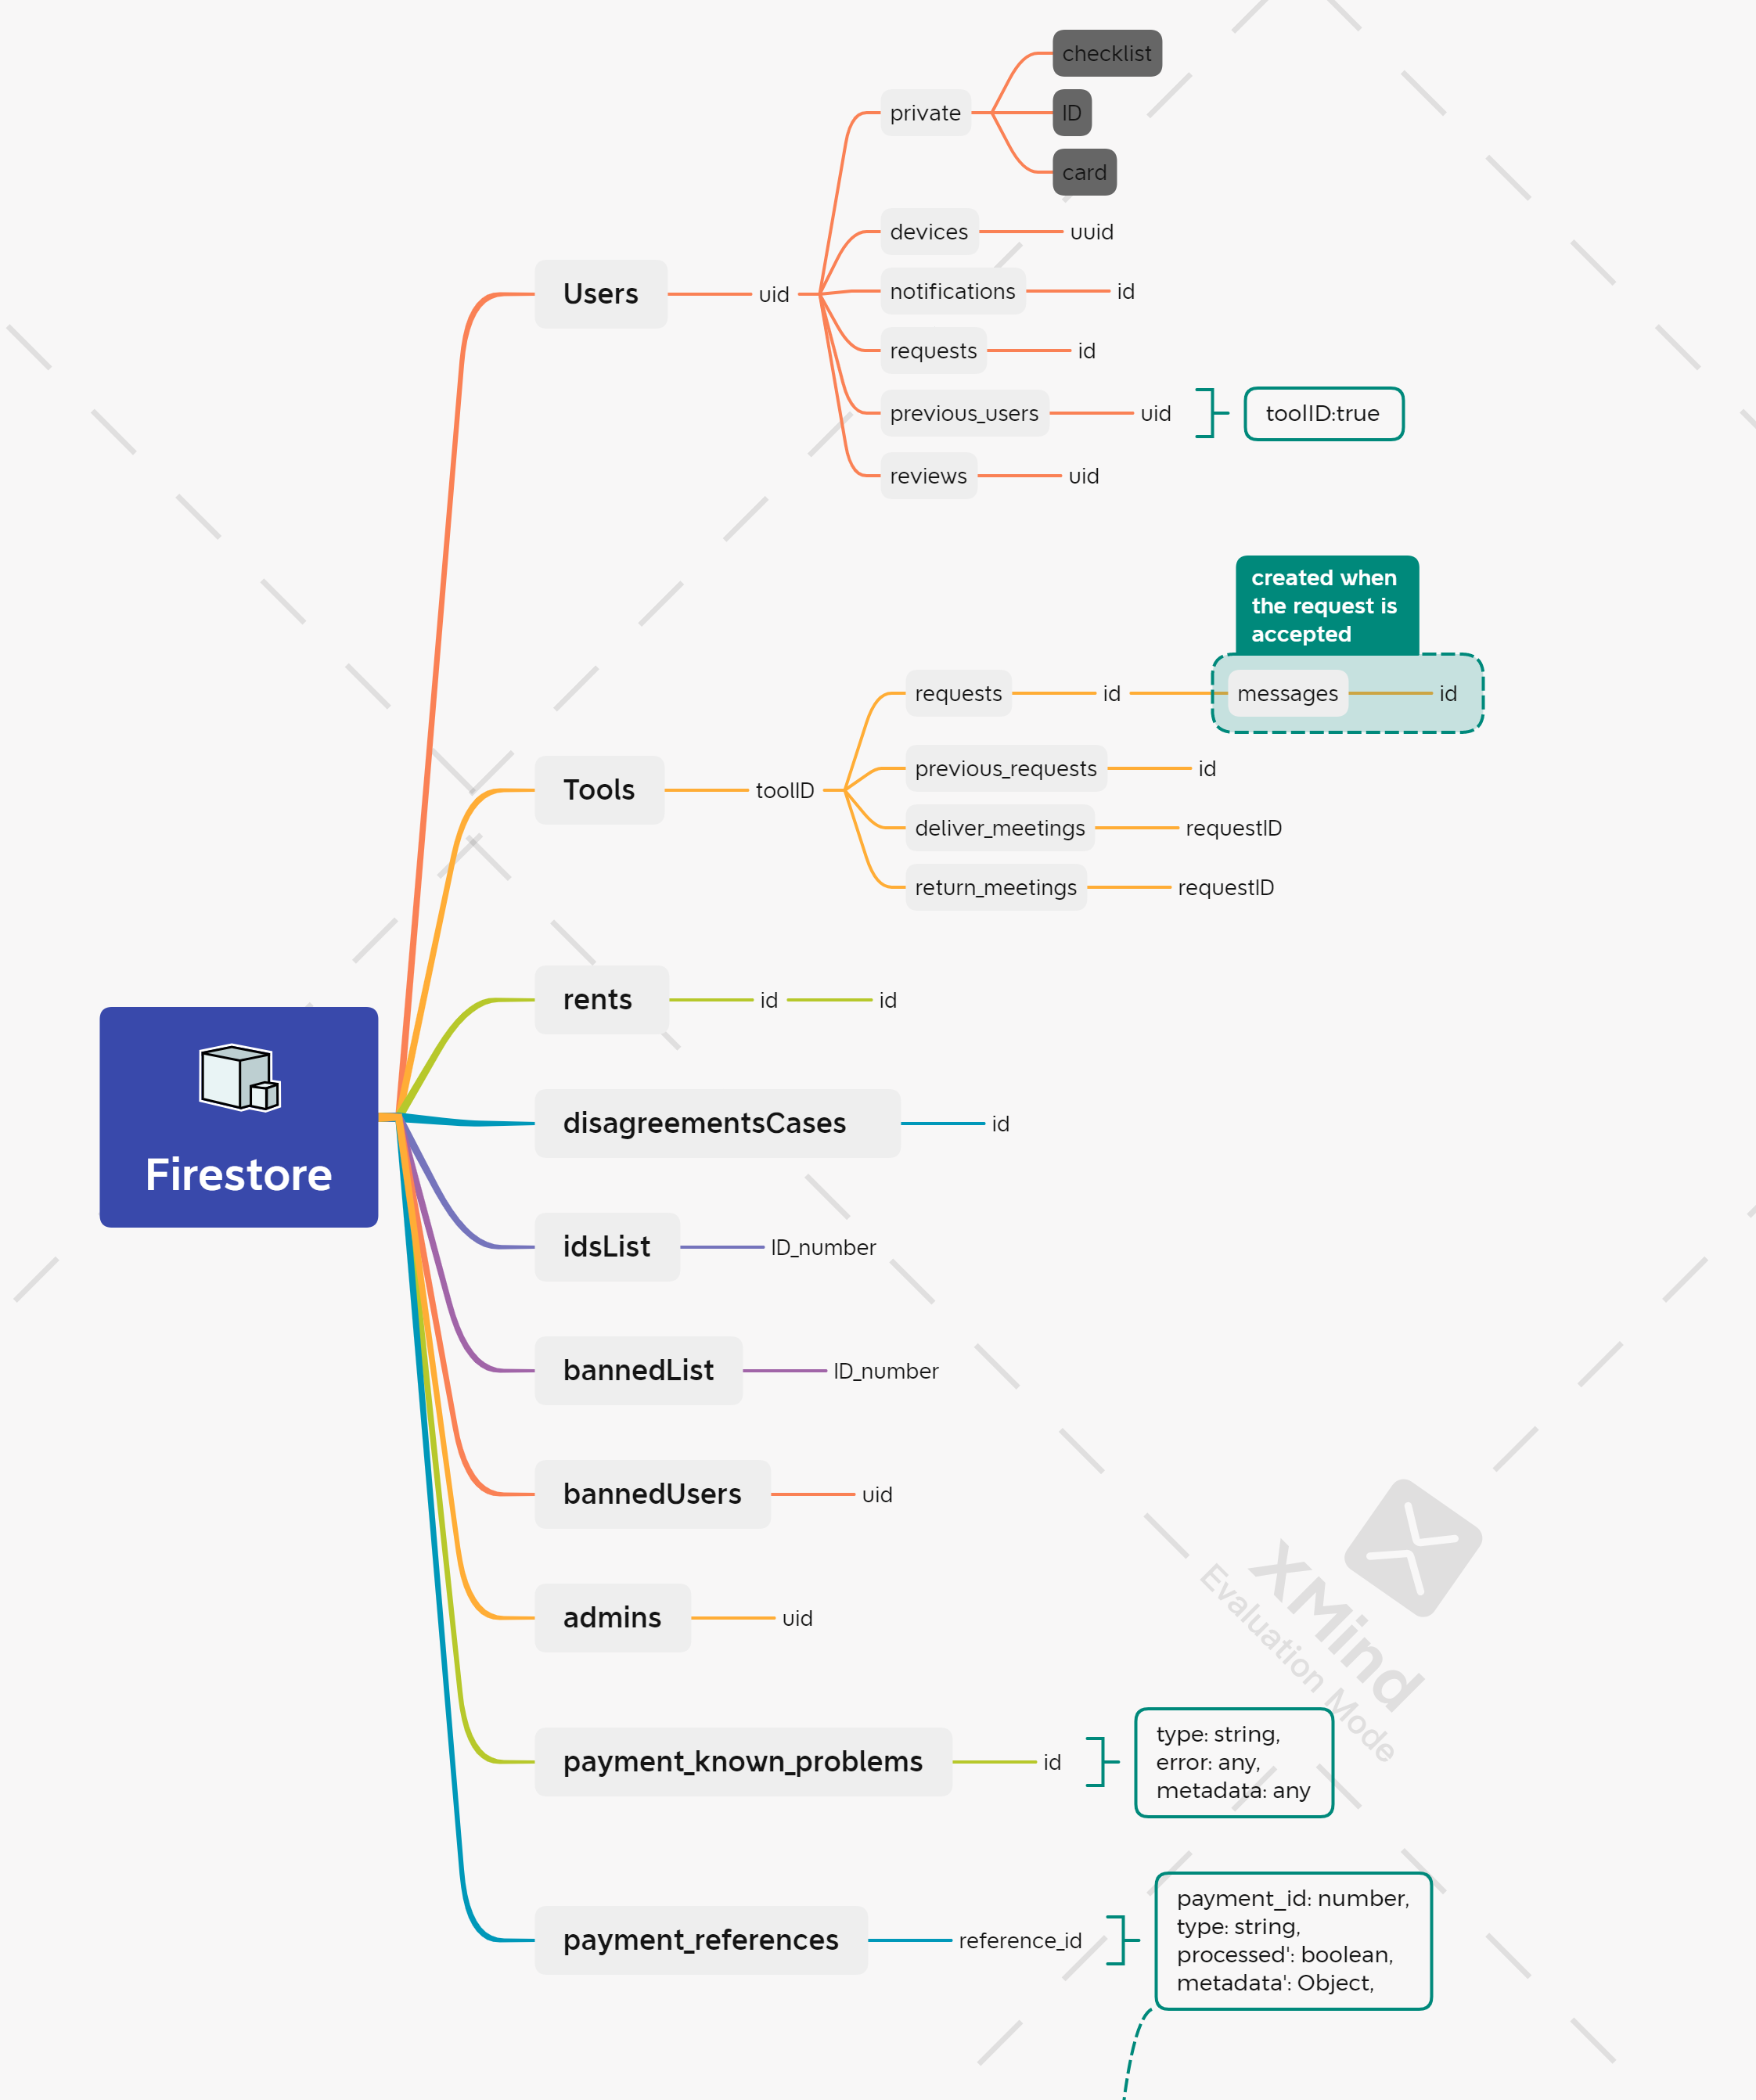 checklist
private
ID
card
devices
uuid
Users
uid
notifications
id
requests
id
previous_users
uid
toolID:true
reviews
uid
created when
the request is
accepted
requests
id
messages
id
previous_requests
id
Tools
toolID
deliver_meetings
requestID
return_meetings
requestID
rents
id
id
Firestore
disagreementsCases
id
idsList
ID_number
bannedList
ID_number
bannedUsers
uid
admins
uid
XMind
Evaluation Mode
payment_known_problems
id
type: string,
error: any,
metadata: any
payment_references
reference_id
payment_id: number,
type: string,
processed': boolean,
metadata': Object,